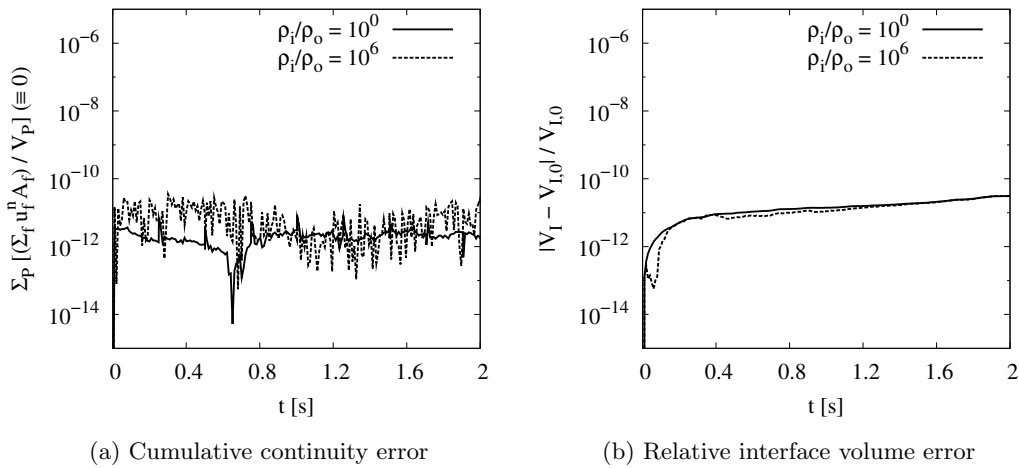 ρi/ρo = 10^0
ρi/ρo = 10^6
10^-6
10^-8
10^-10
10^-12
10^-14
Σ_P [(Σ_f u_f^n A_f) / V_P] (≡ 0)
0 0.4 0.8 1.2 1.6 2
t [s]
(a) Cumulative continuity error
ρi/ρo = 10^0
ρi/ρo = 10^6
10^-6
10^-8
10^-10
10^-12
10^-14
|V_I − V_I,0| / V_I,0
0 0.4 0.8 1.2 1.6 2
t [s]
(b) Relative interface volume error